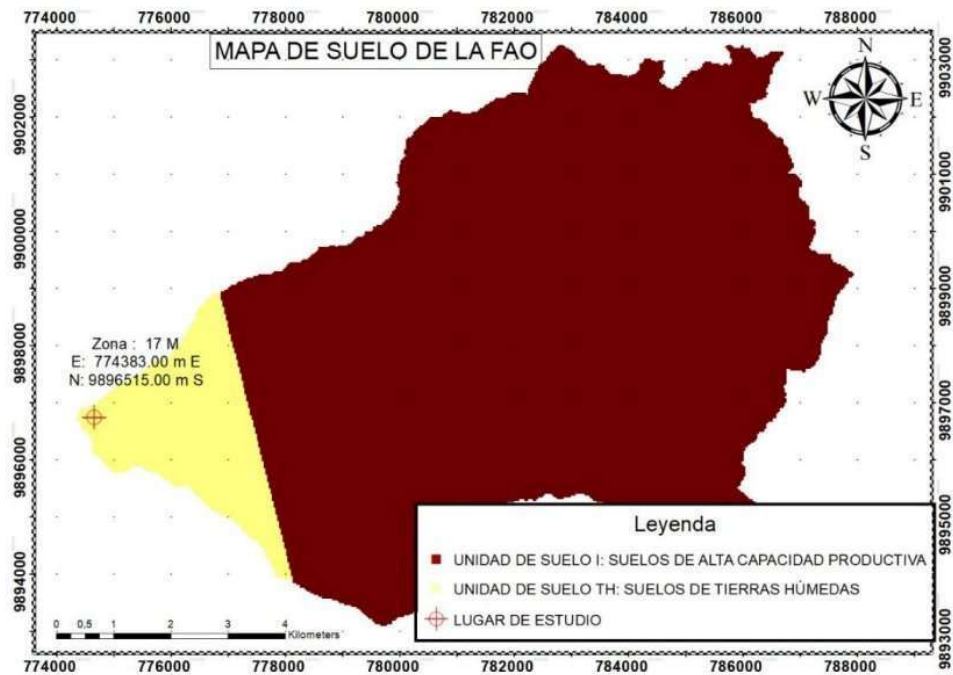 774000 776000 778000 780000 782000 784000 786000 788000
MAPA DE SUELO DE LA FAO
N
W E
S
9903000
9902000
9901000
9900000
9899000
9898000
Zona : 17 M
E: 774383.00 m E
N: 9896515.00 m S
9897000
9896000
9895000
9894000
9893000
Leyenda
UNIDAD DE SUELO I: SUELOS DE ALTA CAPACIDAD PRODUCTIVA
UNIDAD DE SUELO TH: SUELOS DE TIERRAS HÚMEDAS
LUGAR DE ESTUDIO
0 0,5 1 2 3 4
Kilometers
774000 776000 778000 780000 782000 784000 786000 788000